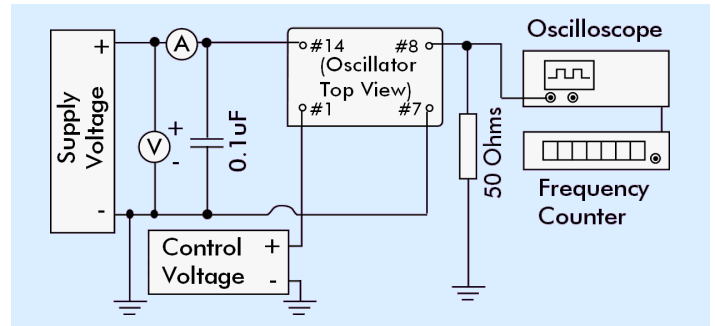 Supply
Voltage
+
-
A
V
+
-
0.1uF
#14
#8
(Oscillator
Top View)
#1
#7
Control
Voltage
+
-
50 Ohms
Oscilloscope
Frequency
Counter